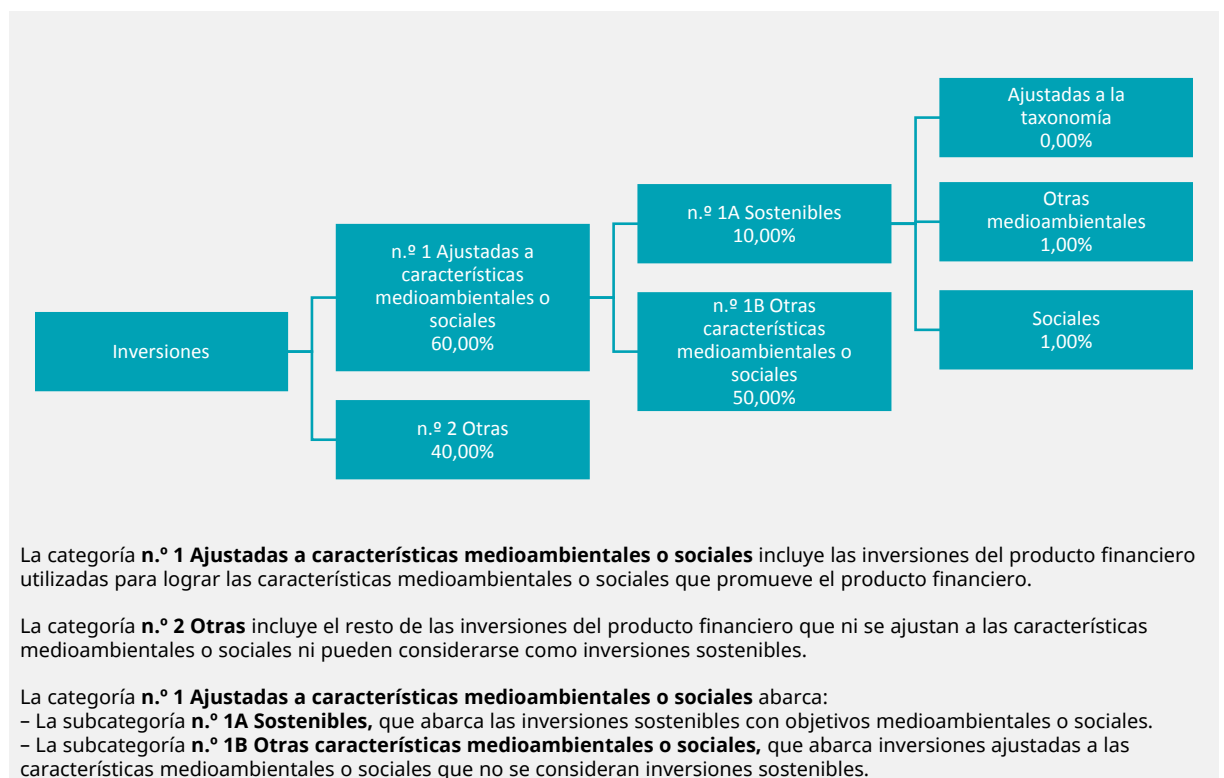 Inversiones
n.º 1 Ajustadas a
características
medioambientales o
sociales
60,00%
n.º 2 Otras
40,00%
n.º 1A Sostenibles
10,00%
n.º 1B Otras
características
medioambientales o
sociales
50,00%
Ajustadas a la
taxonomía
0,00%
Otras
medioambientales
1,00%
Sociales
1,00%
La categoría n.º 1 Ajustadas a características medioambientales o sociales incluye las inversiones del producto financiero
utilizadas para lograr las características medioambientales o sociales que promueve el producto financiero.
La categoría n.º 2 Otras incluye el resto de las inversiones del producto financiero que ni se ajustan a las características
medioambientales o sociales ni pueden considerarse como inversiones sostenibles.
La categoría n.º 1 Ajustadas a características medioambientales o sociales abarca:
– La subcategoría n.º 1A Sostenibles, que abarca las inversiones sostenibles con objetivos medioambientales o sociales.
– La subcategoría n.º 1B Otras características medioambientales o sociales, que abarca inversiones ajustadas a las
características medioambientales o sociales que no se consideran inversiones sostenibles.